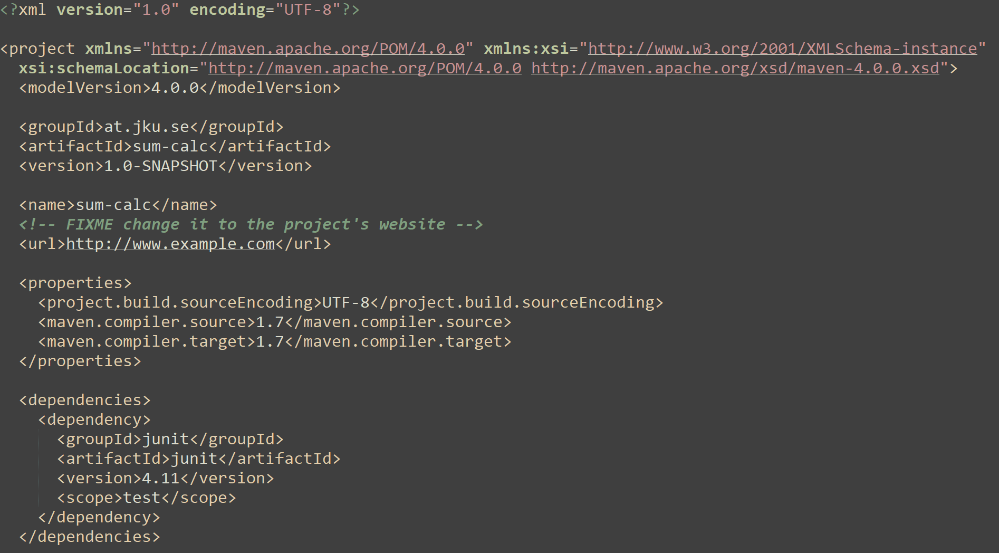 <?xml version="1.0" encoding="UTF-8"?>

<project xmlns="http://maven.apache.org/POM/4.0.0" xmlns:xsi="http://www.w3.org/2001/XMLSchema-instance"
  xsi:schemaLocation="http://maven.apache.org/POM/4.0.0 http://maven.apache.org/xsd/maven-4.0.0.xsd">
  <modelVersion>4.0.0</modelVersion>

  <groupId>at.jku.se</groupId>
  <artifactId>sum-calc</artifactId>
  <version>1.0-SNAPSHOT</version>

  <name>sum-calc</name>
  <!-- FIXME change it to the project's website -->
  <url>http://www.example.com</url>

  <properties>
    <project.build.sourceEncoding>UTF-8</project.build.sourceEncoding>
    <maven.compiler.source>1.7</maven.compiler.source>
    <maven.compiler.target>1.7</maven.compiler.target>
  </properties>

  <dependencies>
    <dependency>
      <groupId>junit</groupId>
      <artifactId>junit</artifactId>
      <version>4.11</version>
      <scope>test</scope>
    </dependency>
  </dependencies>